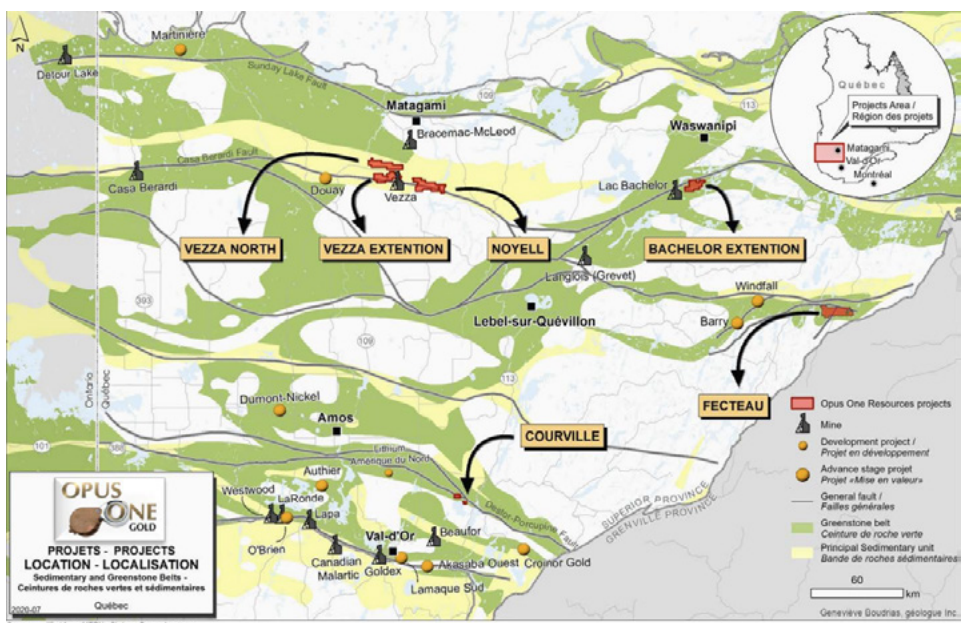 N
Martinière
Detour Lake
Sunday Lake Fault
109
Matagami
Bracemac-McLeod
113
Waswanipi
Québec
Projects Area /
Région des projets
Matagami
Val-d'Or
Montréal
Casa Berardi Fault
Casa Berardi
Douay
Vezza
Lac Bachelor
VEZZA NORTH
VEZZA EXTENTION
NOYELL
BACHELOR EXTENTION
Langlois (Grevet)
Windfall
Barry
393
Lebel-sur-Quévillon
109
113
Ontario
Québec
Dumont-Nickel
Amos
FECTEAU
COURVILLE
101
Lithium
Amérique du Nord
Authier
Westwood
LaRonde
Lapa
O'Brien
Beaufor
Val-d'Or
Canadian
Malartic
Goldex
Akasaba Ouest
Lamaque Sud
Croinor Gold
Destor-Porcupine Fault
SUPERIOR PROVINCE
GRENVILLE PROVINCE
Opus One Resources projects
Mine
Development project /
Projet en développement
Advance stage projet
Projet «Mise en valeur»
General fault /
Failles générales
Greenstone belt
Ceinture de roche verte
Principal Sedimentary unit
Bande de roches sédimentaires
60
km
Geneviève Boudrias, géologue Inc.
OPUS
ONE
GOLD
PROJETS - PROJECTS
LOCATION - LOCALISATION
Sedimentary and Greenstone Belts -
Ceintures de roches vertes et sédimentaires
2020-07
Québec